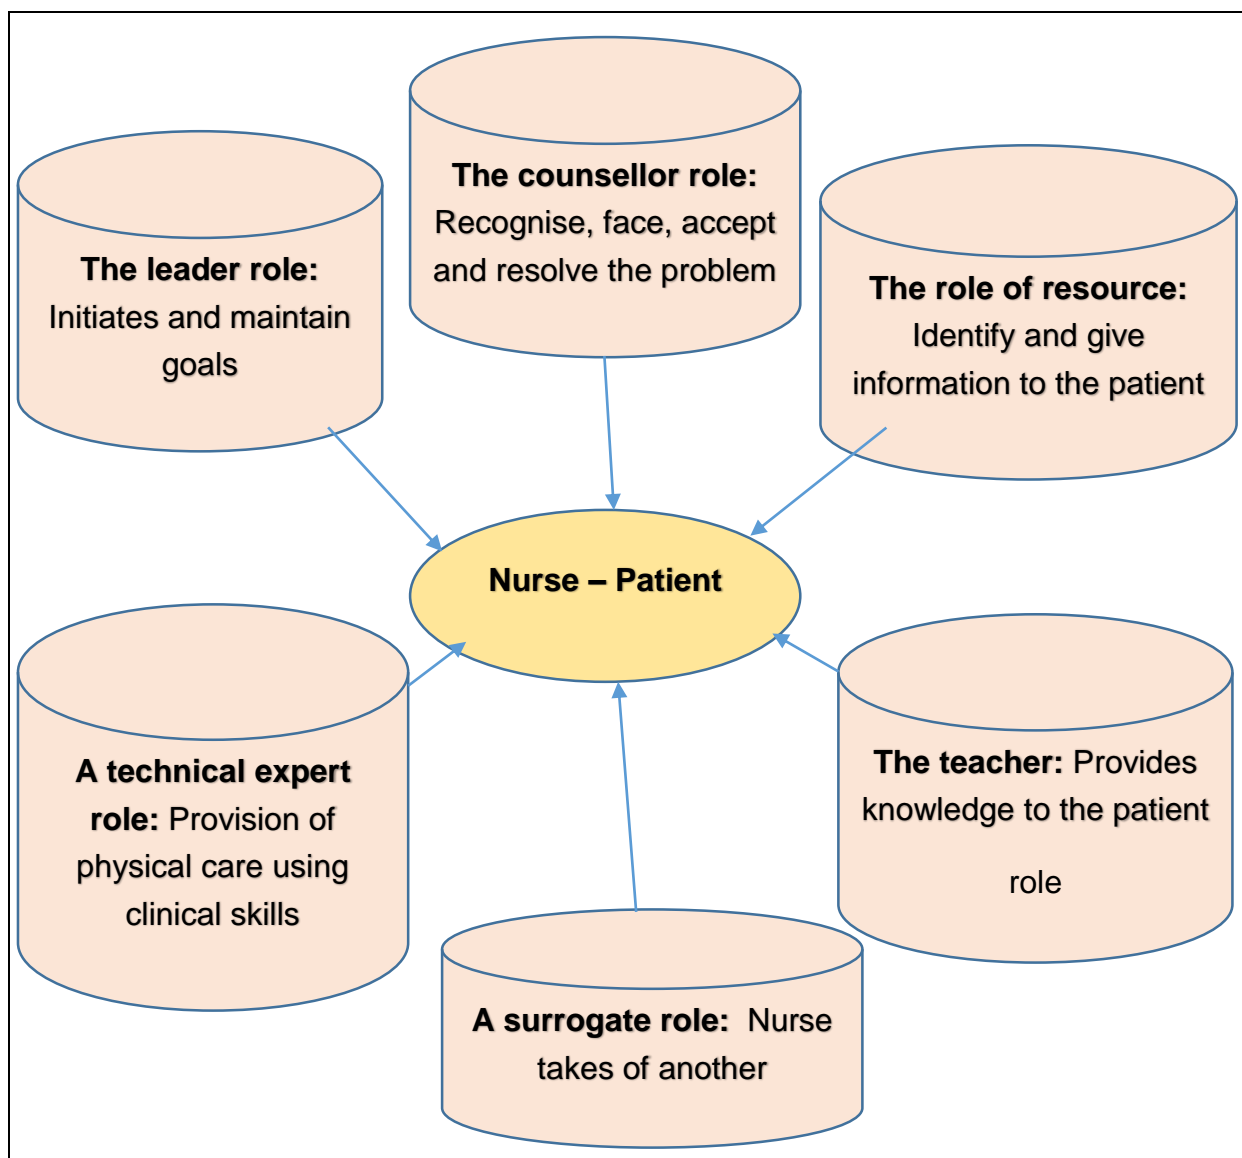 The counsellor role:
Recognise, face, accept
and resolve the problem
The leader role:
Initiates and maintain
goals
The role of resource:
Identify and give
information to the patient
Nurse – Patient
A technical expert
role: Provision of
physical care using
clinical skills
The teacher: Provides
knowledge to the patient
role
A surrogate role:  Nurse
takes of another